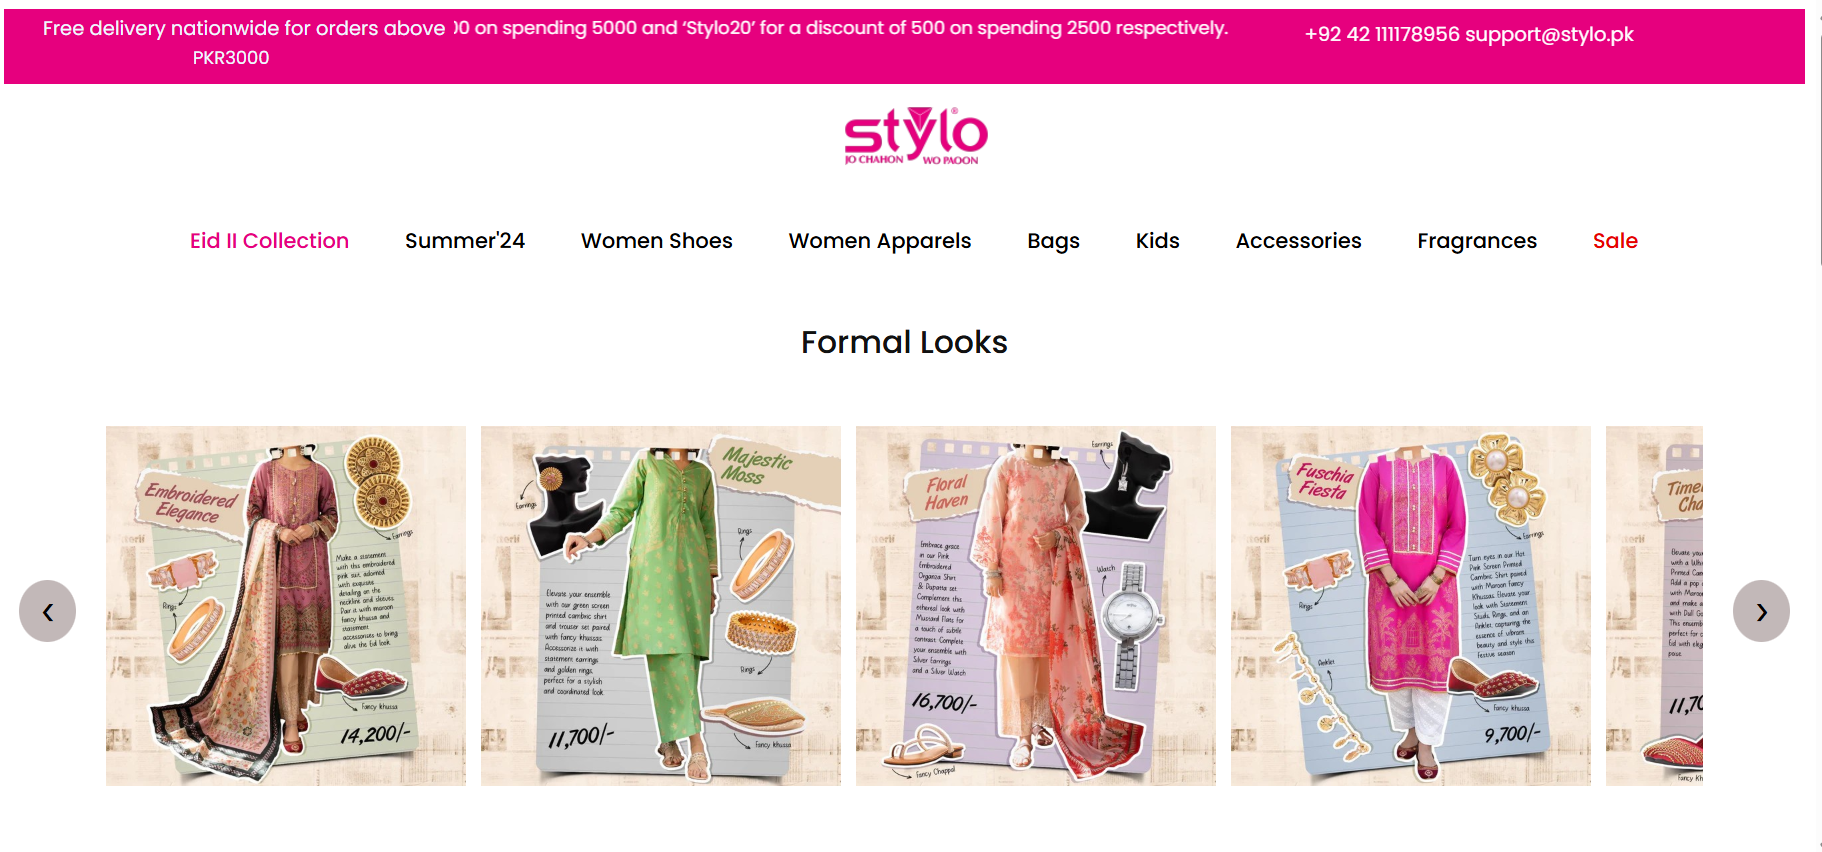 Free delivery nationwide for orders above
PKR3000
00 on spending 5000 and ‘Stylo20’ for a discount of 500 on spending 2500 respectively.
+92 42 111178956 support@stylo.pk
stylo®
JO CHAHON WO PAOON
Eid II Collection Summer'24 Women Shoes Women Apparels Bags Kids Accessories Fragrances Sale
Formal Looks
Embroidered
Elegance
Earrings
Make a statement
with this embroidered
pink suit, adorned
with exquisite
detailing on the
neckline and sleeves.
Pair it with maroon
fancy khussa and
statement
accessories to bring
alive the Eid look
Rings
Fancy khussa
14,200/-
Majestic
Moss
Earrings
Rings
Elevate your ensemble
with our green screen
printed cambric shirt
and trouser set paired
with fancy khussas.
Accessorize it with
statement earrings
and golden rings,
perfect for a stylish
and coordinated look
Rings
11,700/-
Fancy khussa
Floral
Haven
Earrings
Embrace grace
in our Pink
Embroidered
Organza Shirt
& Dupatta set.
Complement this
ethereal look with
Mustard Flats for
a touch of subtle
contrast. Complete
your ensemble with
Silver Earrings
and a Silver Watch
Watch
16,700/-
Fancy Chappal
Fuschia
Fiesta
Earrings
Turn eyes in our Hot
Pink Screen Printed
Cambric Shirt paired
with Maroon fancy
Khussas. Elevate your
look with Statement
Studs, Rings, and an
Anklet, capturing the
essence of vibrant
beauty and style this
festive season
Rings
Anklet
Fancy khussa
9,700/-
Elevate you
with a Wh
Printed Cam
Add a pop
with Maroo
and make a
with Dull Go
This ensemb
perfect for c
Eid with eleg
poise
11,70
Fancy Kh